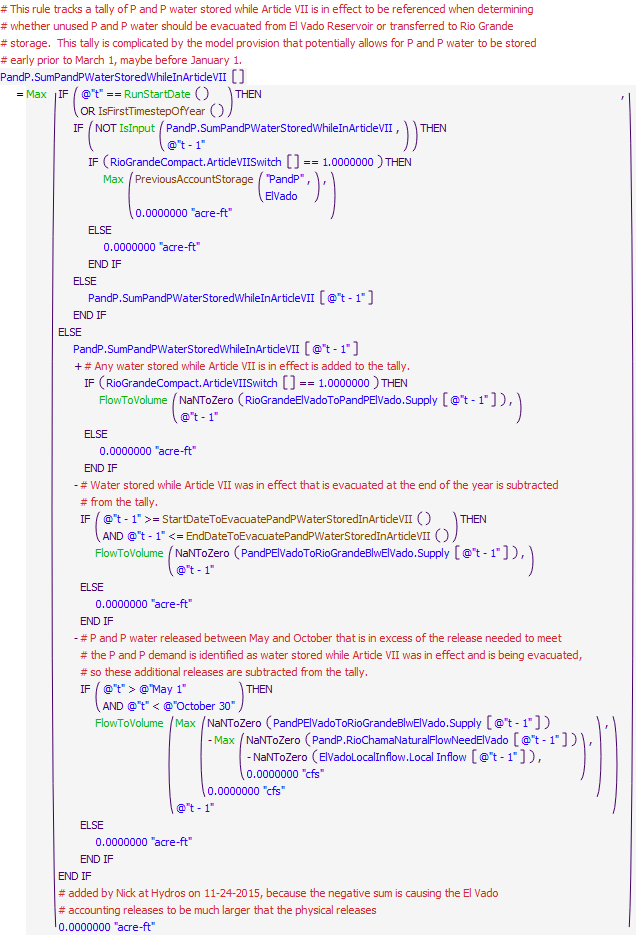 # This rule tracks a tally of P and P water stored while Article VII is in effect to be referenced when determining
# whether unused P and P water should be evacuated from El Vado Reservoir or transferred to Rio Grande
# storage. This tally is complicated by the model provision that potentially allows for P and P water to be stored
# early prior to March 1, maybe before January 1.
PandP.SumPandPWaterStoredWhileInArticleVII []
= Max ( IF ( @"t" == RunStartDate () ) THEN ,
OR IsFirstTimestepOfYear ()
IF ( NOT IsInput ( PandP.SumPandPWaterStoredWhileInArticleVII , ) ) THEN
@"t - 1"
IF ( RioGrandeCompact.ArticleVIISwitch [] == 1.0000000 ) THEN
Max ( PreviousAccountStorage ( "PandP" , ) , )
ElVado
0.0000000 "acre-ft"
ELSE
0.0000000 "acre-ft"
END IF
ELSE
PandP.SumPandPWaterStoredWhileInArticleVII [ @"t - 1" ]
END IF
ELSE
PandP.SumPandPWaterStoredWhileInArticleVII [ @"t - 1" ]
+ # Any water stored while Article VII is in effect is added to the tally.
IF ( RioGrandeCompact.ArticleVIISwitch [] == 1.0000000 ) THEN
FlowToVolume ( NaNToZero ( RioGrandeElVadoToPandPElVado.Supply [ @"t - 1" ] ) , )
@"t - 1"
ELSE
0.0000000 "acre-ft"
END IF
- # Water stored while Article VII was in effect that is evacuated at the end of the year is subtracted
# from the tally.
IF ( @"t - 1" >= StartDateToEvacuatePandPWaterStoredInArticleVII () ) THEN
AND @"t - 1" <= EndDateToEvacuatePandPWaterStoredInArticleVII ()
FlowToVolume ( NaNToZero ( PandPElVadoToRioGrandeBlwElVado.Supply [ @"t - 1" ] ) , )
@"t - 1"
ELSE
0.0000000 "acre-ft"
END IF
- # P and P water released between May and October that is in excess of the release needed to meet
# the P and P demand is identified as water stored while Article VII was in effect and is being evacuated,
# so these additional releases are subtracted from the tally.
IF ( @"t" > @"May 1" ) THEN
AND @"t" < @"October 30"
FlowToVolume ( Max ( NaNToZero ( PandPElVadoToRioGrandeBlwElVado.Supply [ @"t - 1" ] ) , ) , )
- Max ( NaNToZero ( PandP.RioChamaNaturalFlowNeedElVado [ @"t - 1" ] ) , )
- NaNToZero ( ElVadoLocalInflow.Local Inflow [ @"t - 1" ] ) ,
0.0000000 "cfs"
0.0000000 "cfs"
@"t - 1"
ELSE
0.0000000 "acre-ft"
END IF
END IF
# added by Nick at Hydros on 11-24-2015, because the negative sum is causing the El Vado
# accounting releases to be much larger that the physical releases
0.0000000 "acre-ft"